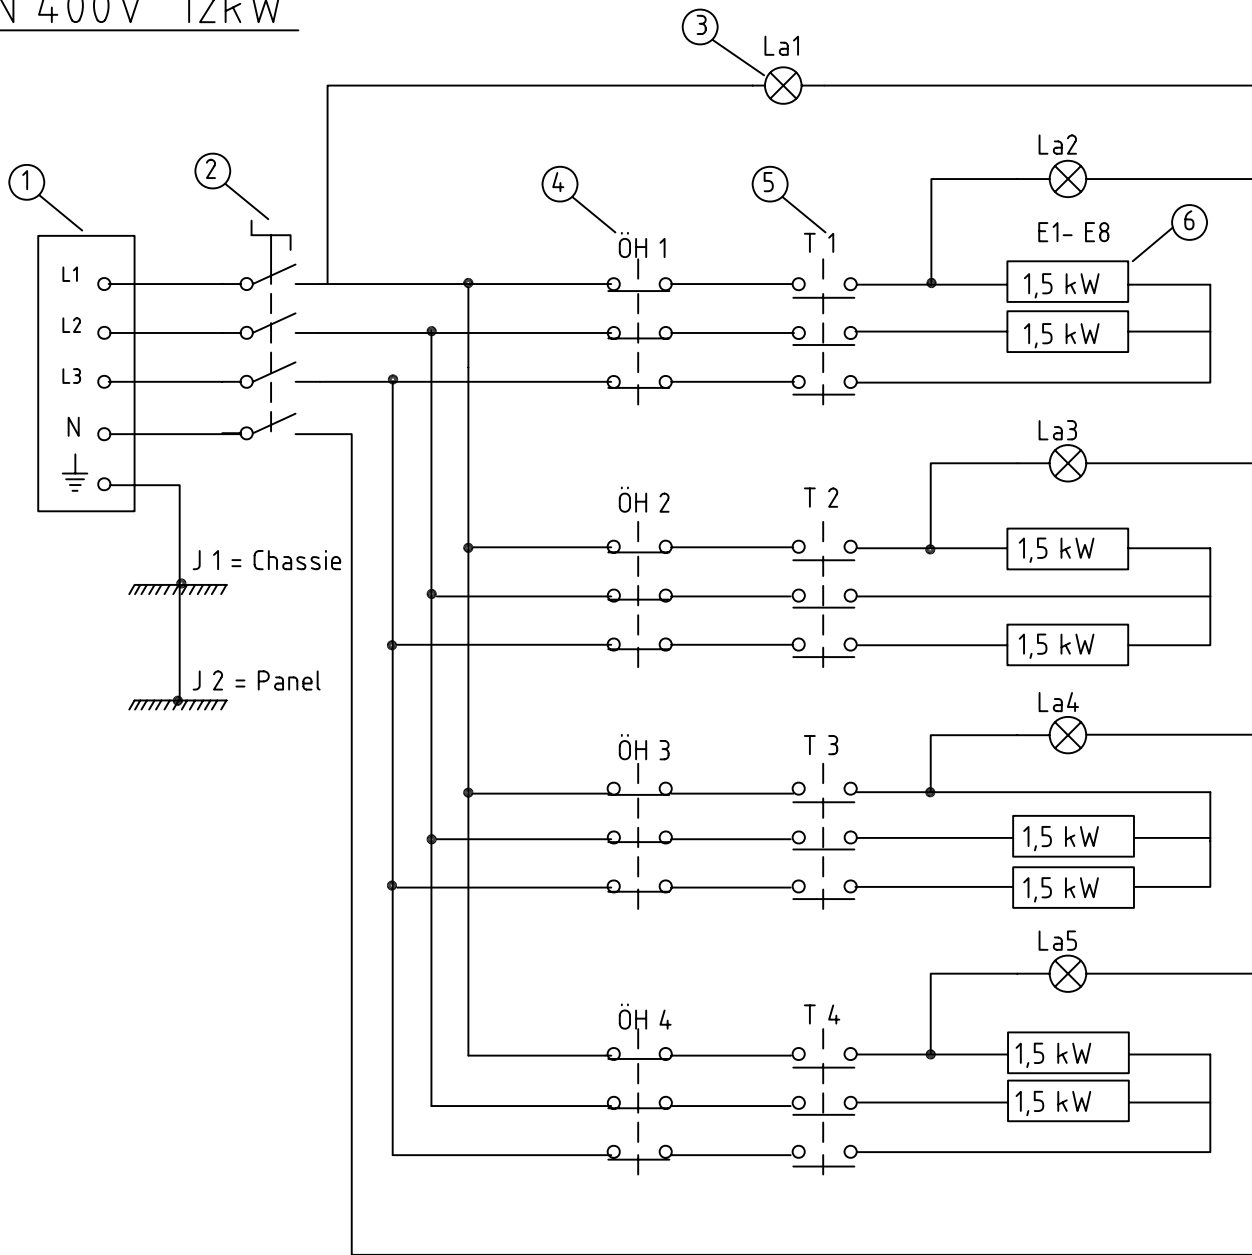 N 400V 12kW
3
La1
La2
1
2
4
5
6
ÖH 1
T 1
E1- E8
L1
1,5 kW
L2
1,5 kW
L3
N
La3
ÖH 2
T 2
1,5 kW
J 1 = Chassie
1,5 kW
J 2 = Panel
La4
ÖH 3
T 3
1,5 kW
1,5 kW
La5
ÖH 4
T 4
1,5 kW
1,5 kW